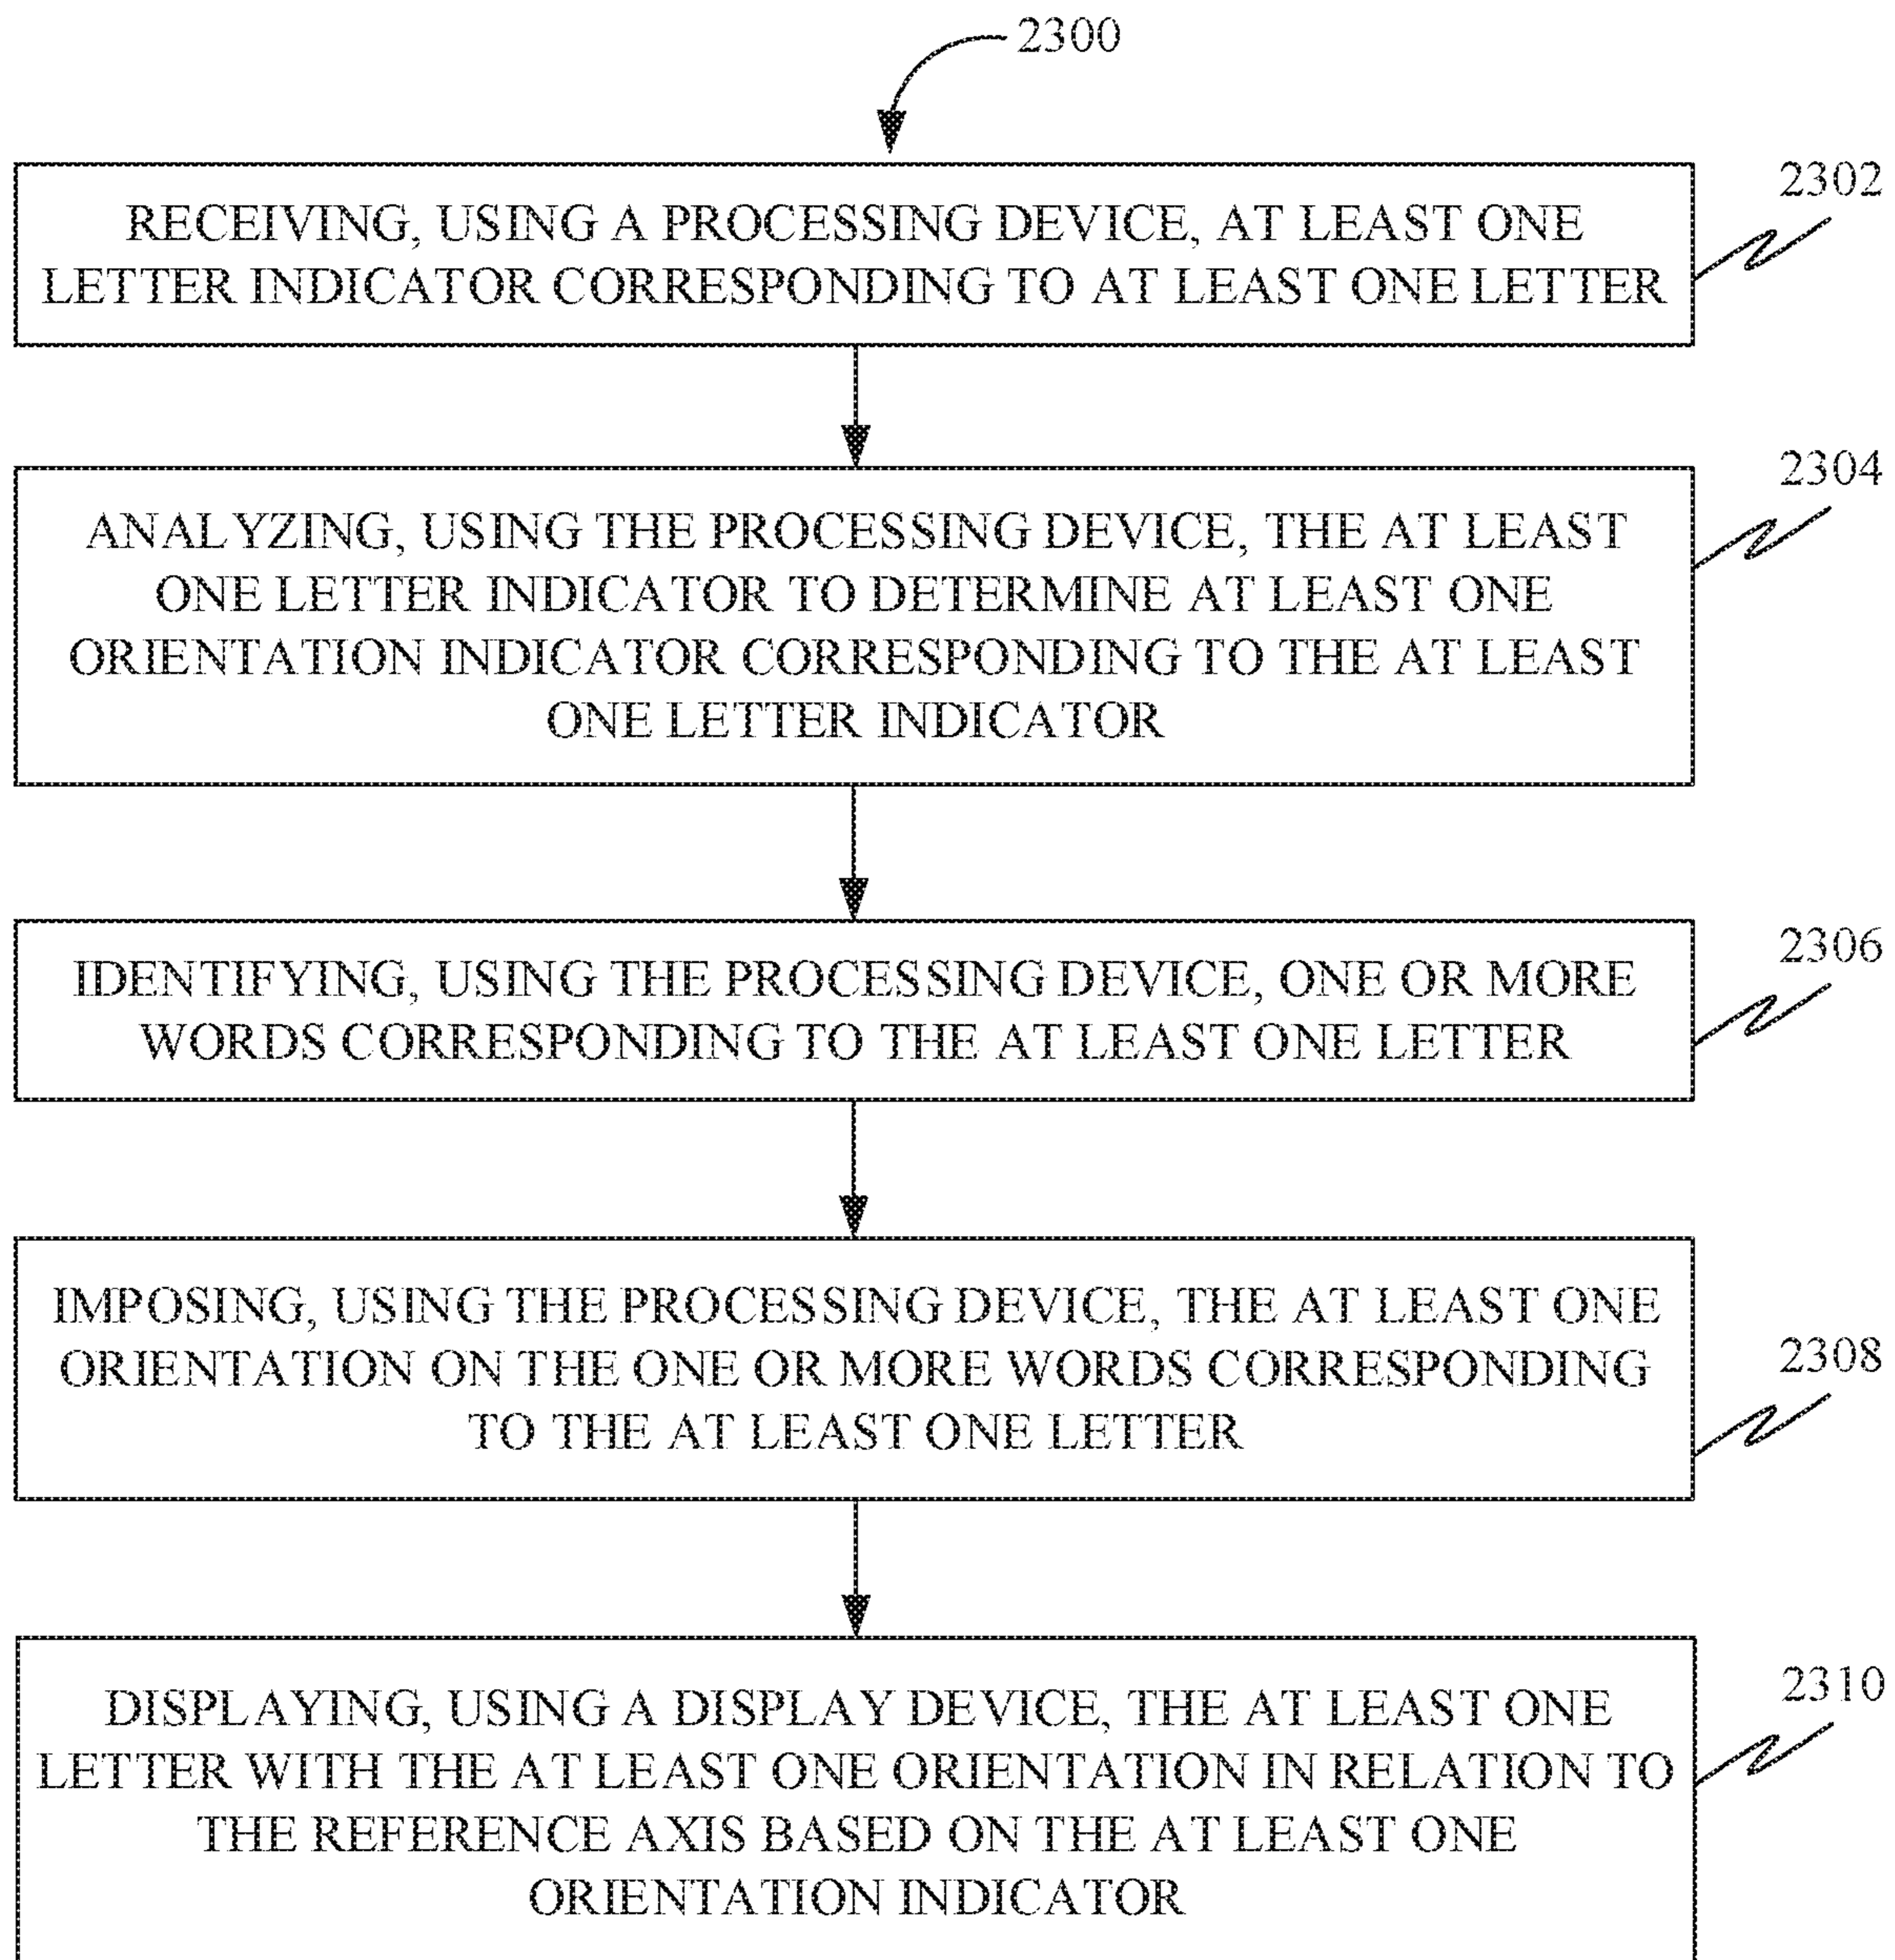 2300
2302
RECEIVING, USING A PROCESSING DEVICE, AT LEAST ONE
LETTER INDICATOR CORRESPONDING TO AT LEAST ONE LETTER
2304
ANALYZING, USING THE PROCESSING DEVICE, THE AT LEAST
ONE LETTER INDICATOR TO DETERMINE AT LEAST ONE
ORIENTATION INDICATOR CORRESPONDING TO THE AT LEAST
ONE LETTER INDICATOR
2306
IDENTIFYING, USING THE PROCESSING DEVICE, ONE OR MORE
WORDS CORRESPONDING TO THE AT LEAST ONE LETTER
IMPOSING, USING THE PROCESSING DEVICE, THE AT LEAST ONE
ORIENTATION ON THE ONE OR MORE WORDS CORRESPONDING
2308
TO THE AT LEAST ONE LETTER
2310
DISPLAYING, USING A DISPLAY DEVICE, THE AT LEAST ONE
LETTER WITH THE AT LEAST ONE ORIENTATION IN RELATION TO
THE REFERENCE AXIS BASED ON THE AT LEAST ONE
ORIENTATION INDICATOR